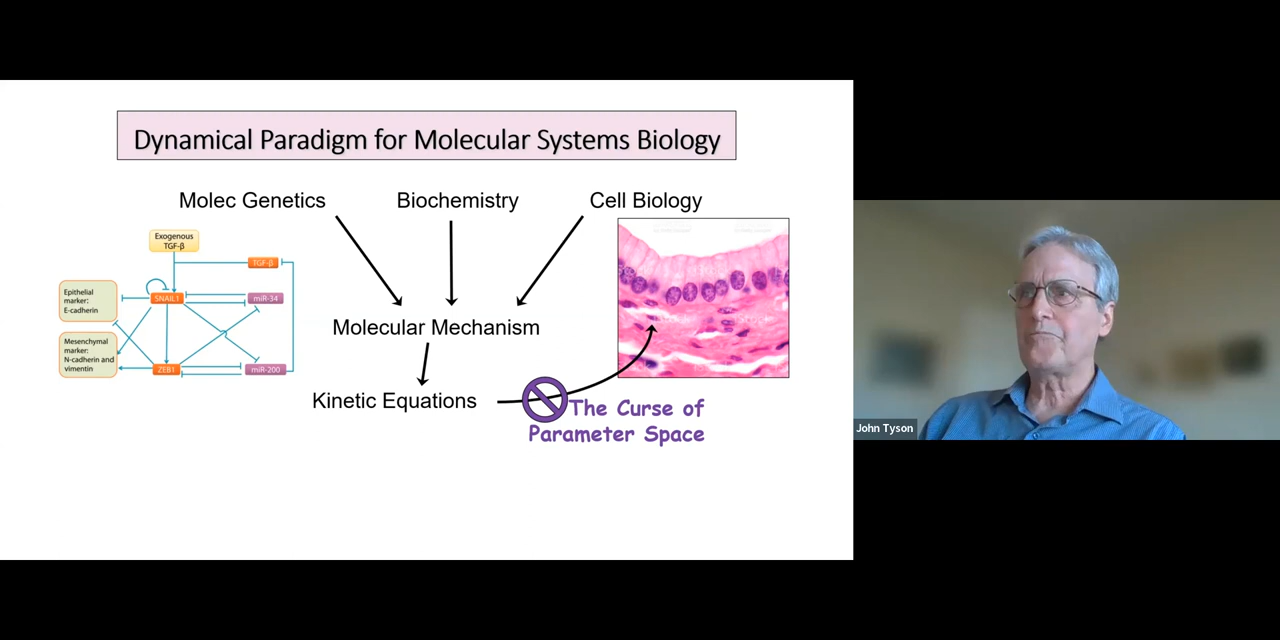 Dynamical Paradigm for Molecular Systems Biology
Molec Genetics
Biochemistry
Cell Biology
Exogenous
TGF-β
TGF-β
Epithelial
marker:
E-cadherin
SNAIL1
miR-34
Mesenchymal
marker:
N-cadherin and
vimentin
ZEB1
miR-200
Molecular Mechanism
Kinetic Equations
The Curse of
Parameter Space
John Tyson